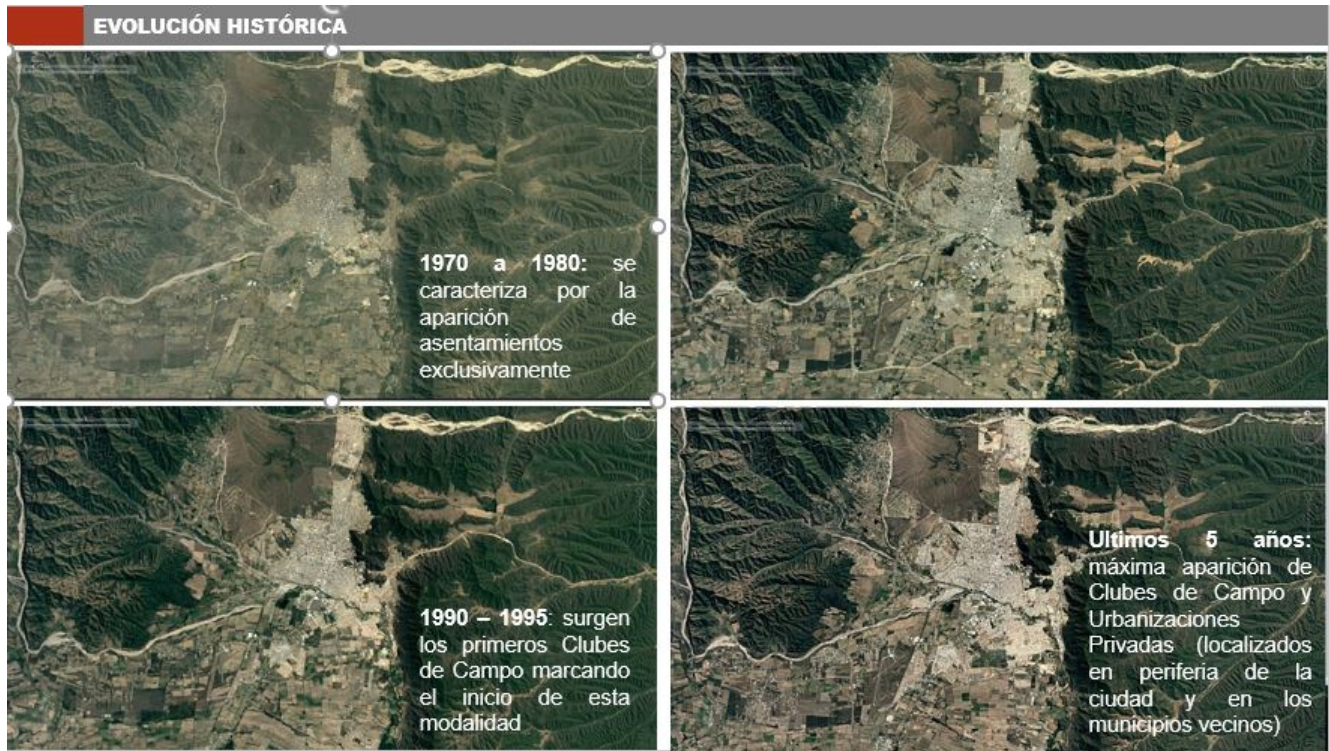 EVOLUCIÓN HISTÓRICA
1970 a 1980: se
caracteriza por la
aparición de
asentamientos
exclusivamente
1990 – 1995: surgen
los primeros Clubes
de Campo marcando
el inicio de esta
modalidad
Ultimos 5 años:
máxima aparición de
Clubes de Campo y
Urbanizaciones
Privadas (localizados
en periferia de la
ciudad y en los
municipios vecinos)